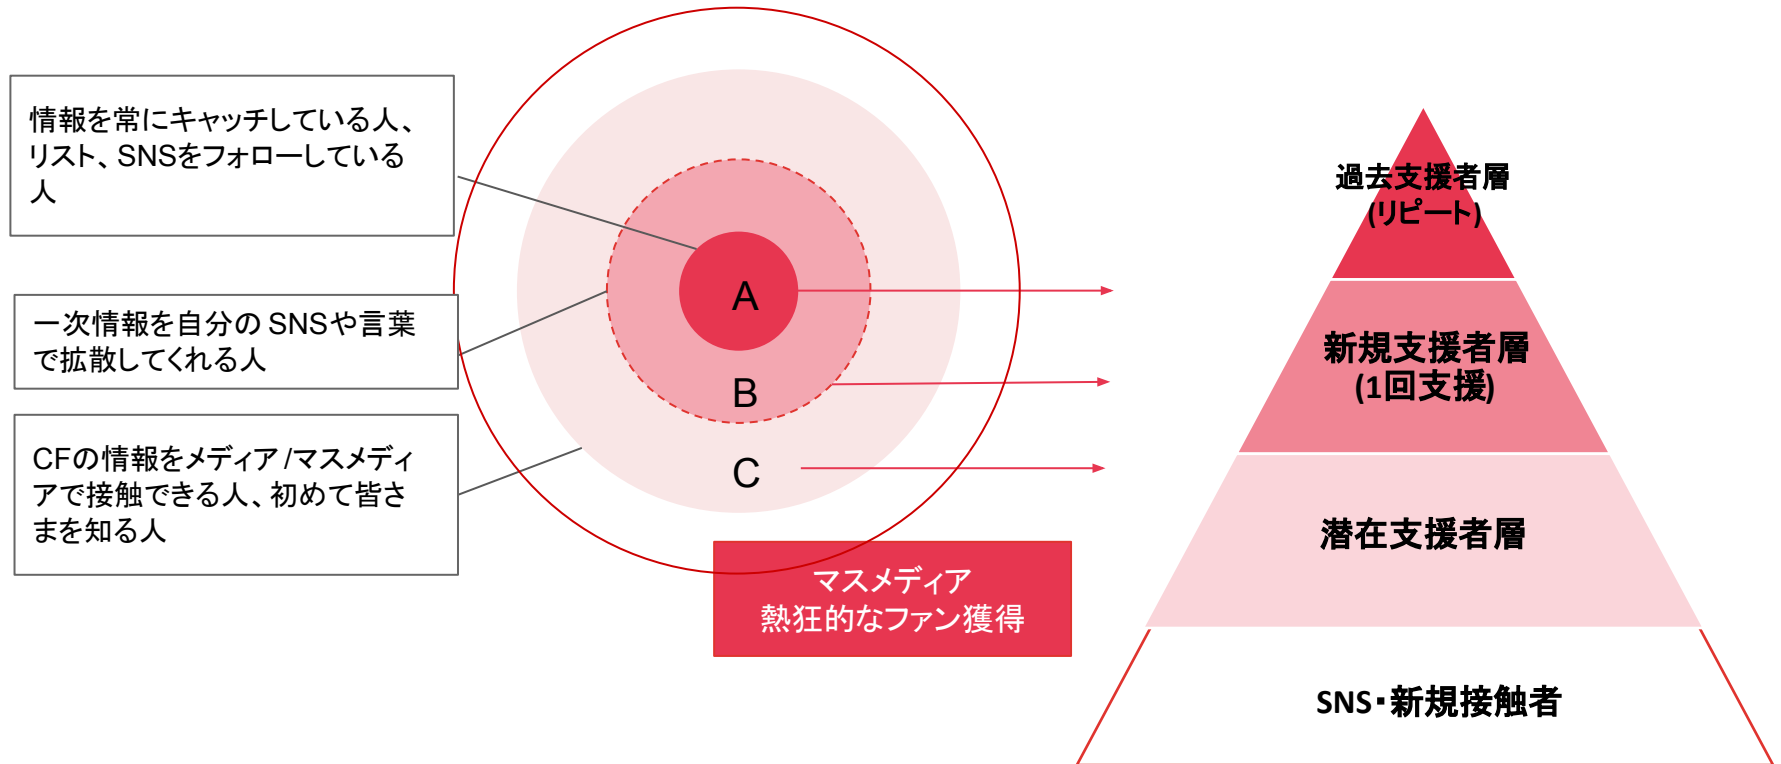 情報を常にキャッチしている人、
リスト、SNSをフォローしている
人
一次情報を自分の SNSや言葉
で拡散してくれる人
CFの情報をメディア /マスメディ
アで接触できる人、初めて皆さ
まを知る人
A
B
C
マスメディア
熱狂的なファン獲得
過去支援者層
(リピート)
新規支援者層
(1回支援)
潜在支援者層
SNS・新規接触者